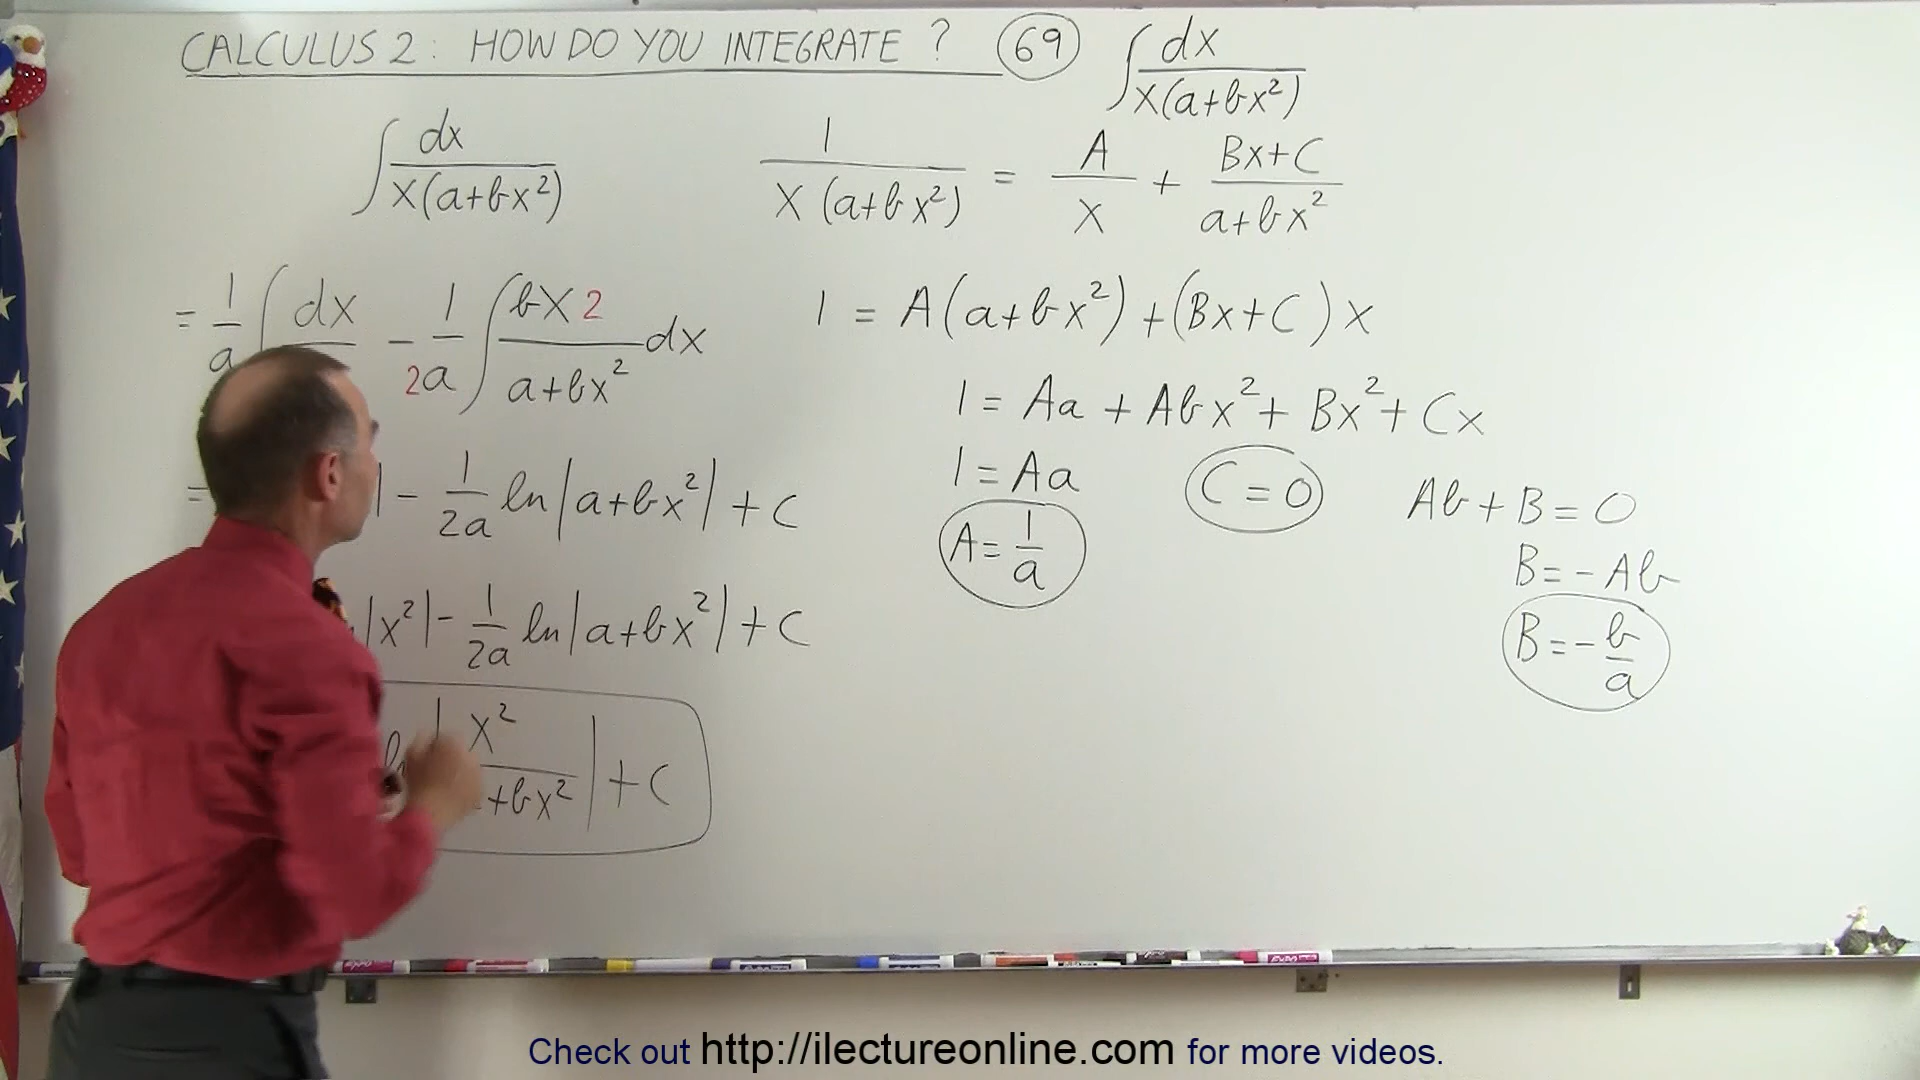 CALCULUS 2: HOW DO YOU INTEGRATE ? 69 ∫ dx / x(a+bx²)
∫ dx / x(a+bx²)
= 1/a ∫ dx - 1/2a ∫ bx2 / a+bx² dx
= | - 1/2a ln|a+bx²| + C
|x²| - 1/2a ln|a+bx²| + C
ln | x² / +bx² | + C
1 / x(a+bx²) = A/x + Bx+C / a+bx²
1 = A(a+bx²) + (Bx+C)x
1 = Aa + Abx² + Bx² + Cx
1 = Aa
A = 1/a
C = 0
Ab + B = 0
B = -Ab
B = -b/a
EXPO
Check out http://ilectureonline.com for more videos.